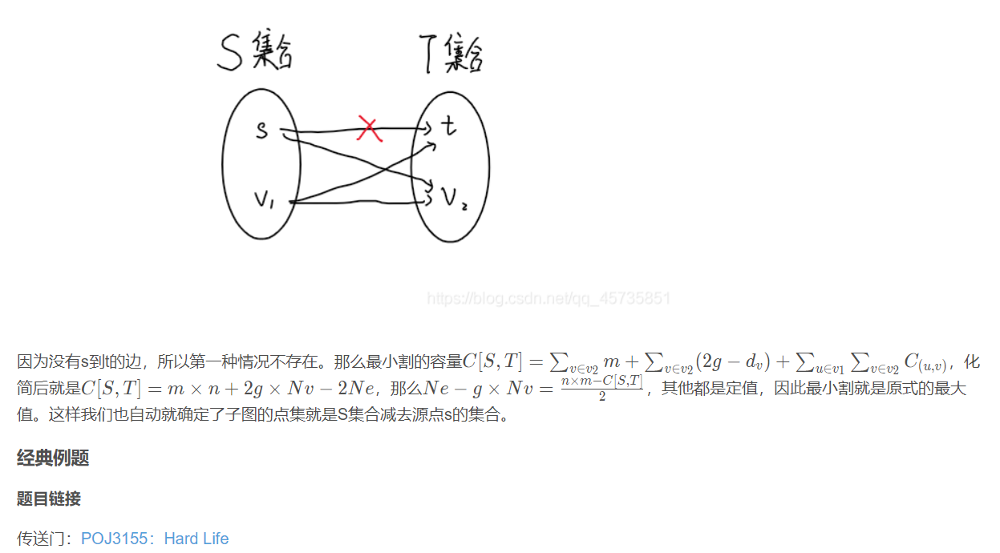 S 集合 T 集合
s t
V₁ V₂
https://blog.csdn.net/qq_45735851
因为没有s到t的边，所以第一种情况不存在。那么最小割的容量$C[S,T]=\sum_{v\in v2} m+\sum_{v\in v2}(2g-d_v)+\sum_{u\in v1}\sum_{v\in v2} C_{(u,v)}$，化
简后就是$C[S,T]=m\times n+2g\times Nv-2Ne$，那么$Ne-g\times Nv=\frac{n\times m-C[S,T]}{2}$，其他都是定值，因此最小割就是原式的最大
值。这样我们也自动就确定了子图的点集就是S集合减去源点s的集合。
经典例题
题目链接
传送门：POJ3155：Hard Life